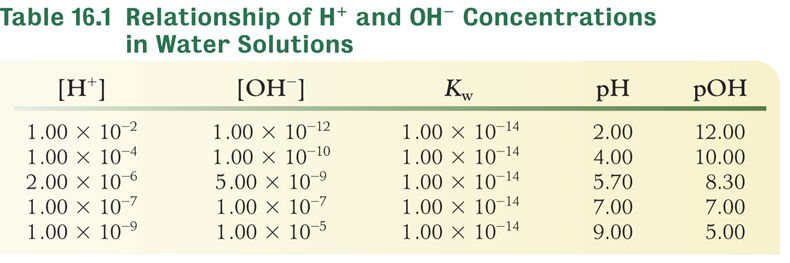 Table 16.1 Relationship of H⁺ and OH⁻ Concentrations
in Water Solutions
[H⁺] [OH⁻] Kw pH pOH
1.00 × 10⁻² 1.00 × 10⁻¹² 1.00 × 10⁻¹⁴ 2.00 12.00
1.00 × 10⁻⁴ 1.00 × 10⁻¹⁰ 1.00 × 10⁻¹⁴ 4.00 10.00
2.00 × 10⁻⁶ 5.00 × 10⁻⁹ 1.00 × 10⁻¹⁴ 5.70 8.30
1.00 × 10⁻⁷ 1.00 × 10⁻⁷ 1.00 × 10⁻¹⁴ 7.00 7.00
1.00 × 10⁻⁹ 1.00 × 10⁻⁵ 1.00 × 10⁻¹⁴ 9.00 5.00